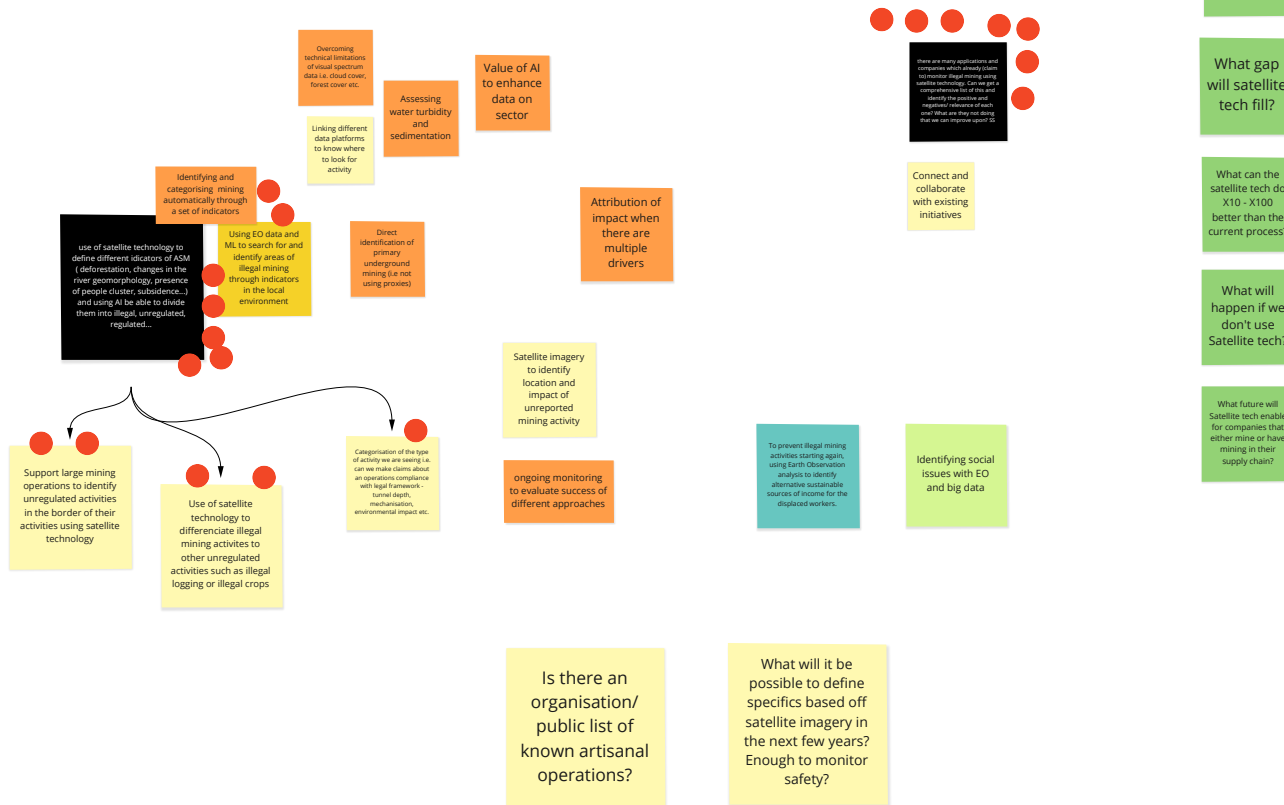 Overcoming
technical limitations
of visual spectrum
data i.e. cloud cover,
forest cover etc.
Assessing
water turbidity
and
sedimentation
Value of AI
to enhance
data on
sector
Linking different
data platforms
to know where
to look for
activity
Identifying and
categorising mining
automatically through
a set of indicators
use of satellite technology to
define different idicators of ASM
( deforestation, changes in the
river geomorphology, presence
of people cluster, subsidence...)
and using AI be able to divide
them into illegal, unregulated,
regulated...
Using EO data and
ML to search for and
identify areas of
illegal mining
through indicators
in the local
environment
Direct
identification of
primary
underground
mining (i.e not
using proxies)
Attribution of
impact when
there are
multiple
drivers
there are many applications and
companies which already (claim
to) monitor illegal mining using
satellite technology. Can we get a
comprehensive list of this and
identify the positive and
negatives/ relevance of each
one? What are they not doing
that we can improve upon? SS
Connect and
collaborate
with existing
initiatives
What gap
will satellite
tech fill?
What can the
satellite tech do
X10 - X100
better than the
current process?
What will
happen if we
don't use
Satellite tech?
What future will
Satellite tech enable
for companies that
either mine or have
mining in their
supply chain?
Satellite imagery
to identify
location and
impact of
unreported
mining activity
ongoing monitoring
to evaluate success of
different approaches
Support large mining
operations to identify
unregulated activities
in the border of their
activities using satellite
technology
Use of satellite
technology to
differenciate illegal
mining activites to
other unregulated
activities such as illegal
logging or illegal crops
Categorisation of the type
of activity we are seeing i.e.
can we make claims about
an operations compliance
with legal framework -
tunnel depth,
mechanisation,
environmental impact etc.
To prevent illegal mining
activities starting again,
using Earth Observation
analysis to identify
alternative sustainable
sources of income for the
displaced workers.
Identifying social
issues with EO
and big data
Is there an
organisation/
public list of
known artisanal
operations?
What will it be
possible to define
specifics based off
satellite imagery in
the next few years?
Enough to monitor
safety?